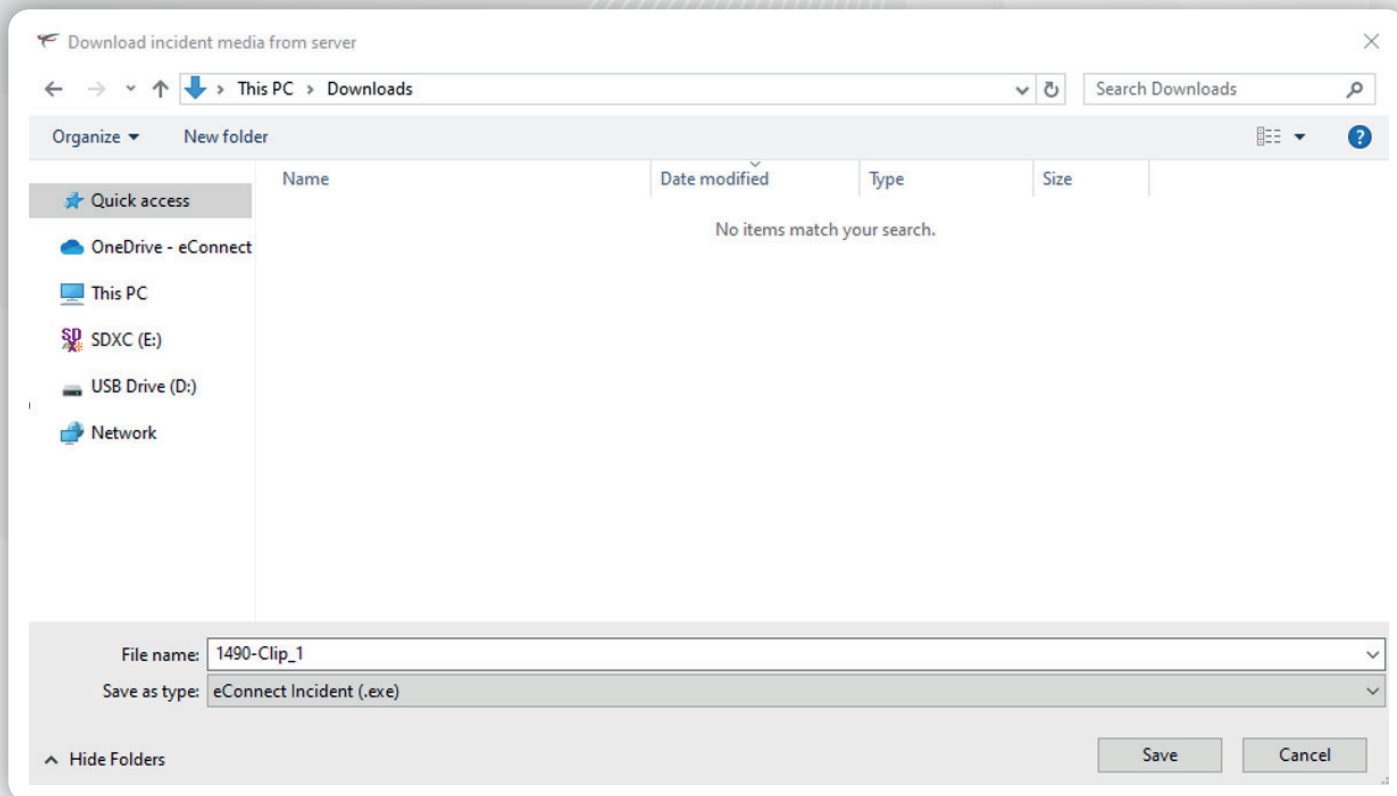 Download incident media from server
This PC > Downloads
Search Downloads
Organize
New folder
Name
Date modified
Type
Size
No items match your search.
Quick access
OneDrive - eConnect
This PC
SDXC (E:)
USB Drive (D:)
Network
File name: 1490-Clip_1
Save as type: eConnect Incident (.exe)
Hide Folders
Save
Cancel